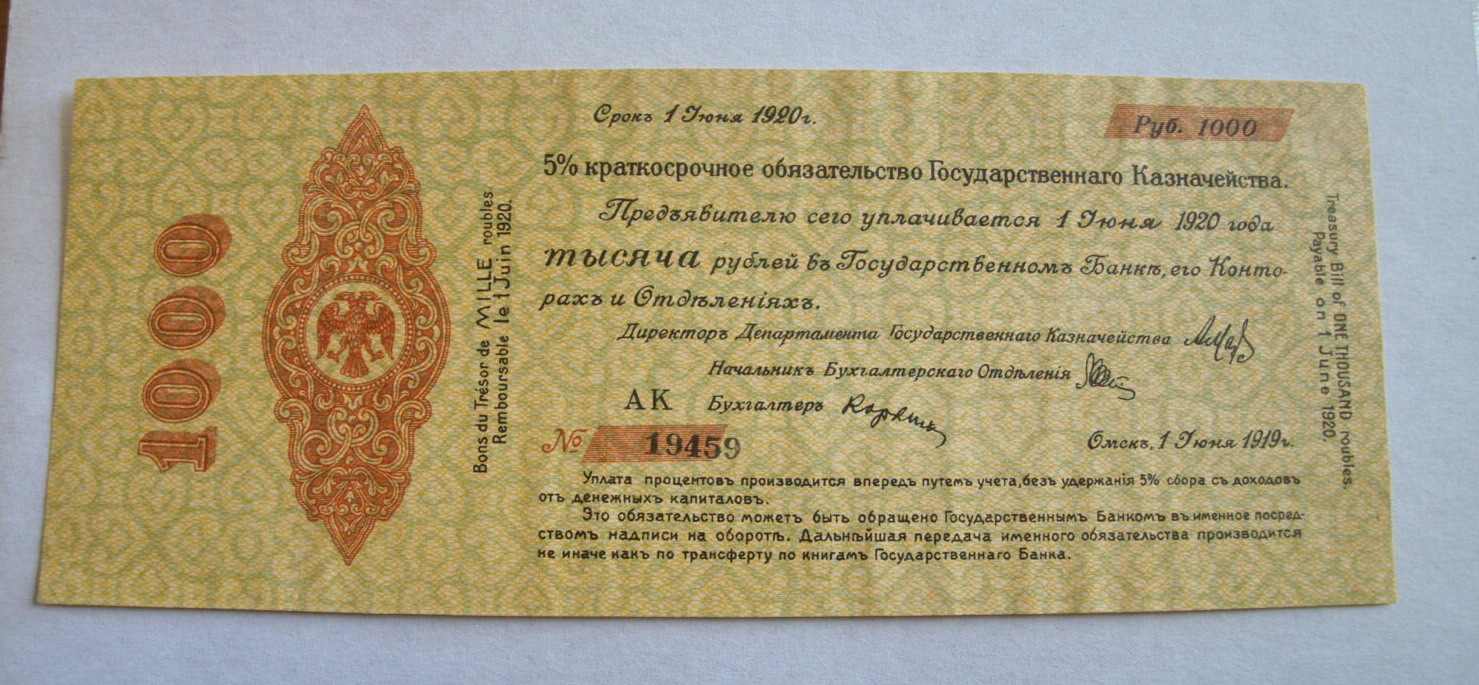 Срокъ 1 Июня 1920г.
Руб. 1000
5% краткосрочное обязательство Государственнаго Казначейства.
Предъявителю сего уплачивается 1 Июня 1920 года
тысяча рублей въ Государственномъ Банкѣ, его Конто-
рахъ и Отдѣленіяхъ.
Директоръ Департамента Государственнаго Казначейства
Начальникъ Бухгалтерскаго Отдѣленія
АК Бухгалтеръ
№ 19459
Омскъ, 1 Июня 1919г.
Уплата процентовъ производится впередъ путемъ учета, безъ удержанія 5% сбора съ доходовъ
отъ денежныхъ капиталовъ.
Это обязательство можетъ быть обращено Государственнымъ Банкомъ въ именное посред-
ствомъ надписи на оборотѣ. Дальнѣйшая передача именного обязательства производится
не иначе какъ по трансферту по книгамъ Государственнаго Банка.
1000
Bons du Trésor de MILLE roubles
Remboursable le 1 Juin 1920.
Treasury Bill of ONE THOUSAND roubles
Payable on 1 June 1920.